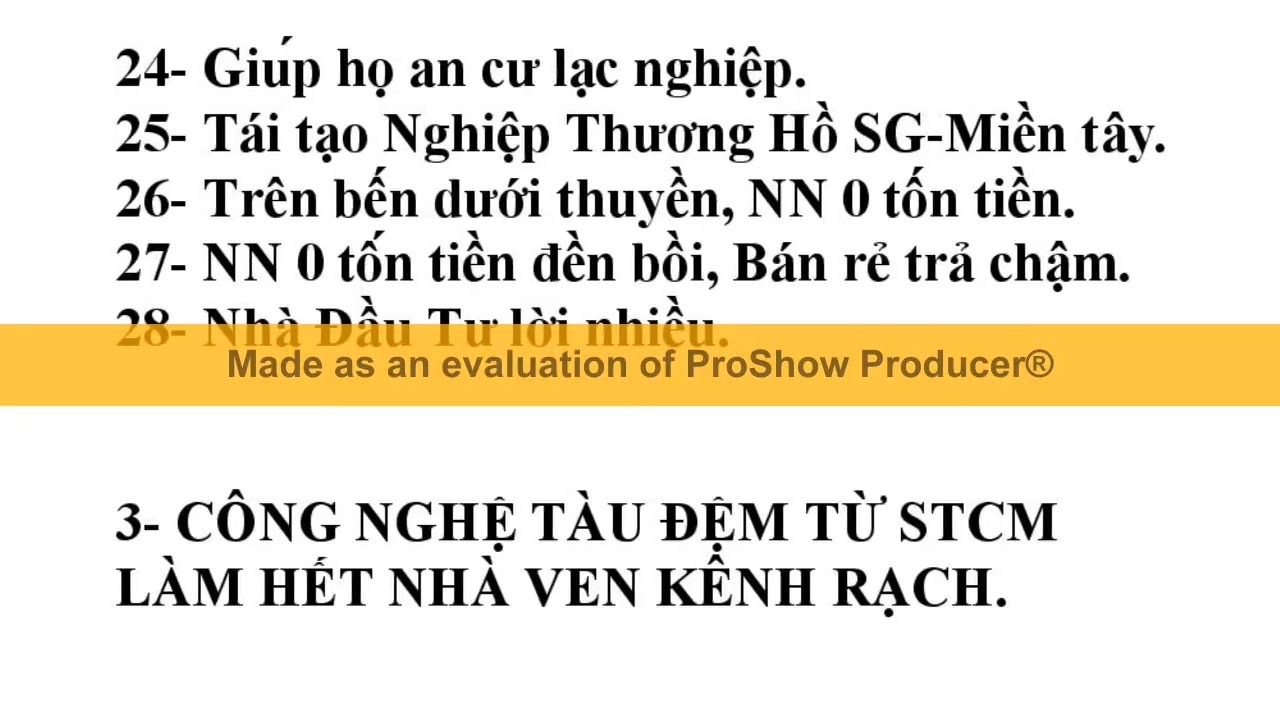 24- Giúp họ an cư lạc nghiệp.
25- Tái tạo Nghiệp Thương Hồ SG-Miền tây.
26- Trên bến dưới thuyền, NN 0 tốn tiền.
27- NN 0 tốn tiền đền bồi, Bán rẻ trả chậm.
28- Nhà Đầu Tư lời nhiều.
Made as an evaluation of ProShow Producer®
3- CÔNG NGHỆ TÀU ĐỆM TỪ STCM
LÀM HẾT NHÀ VEN KÊNH RẠCH.